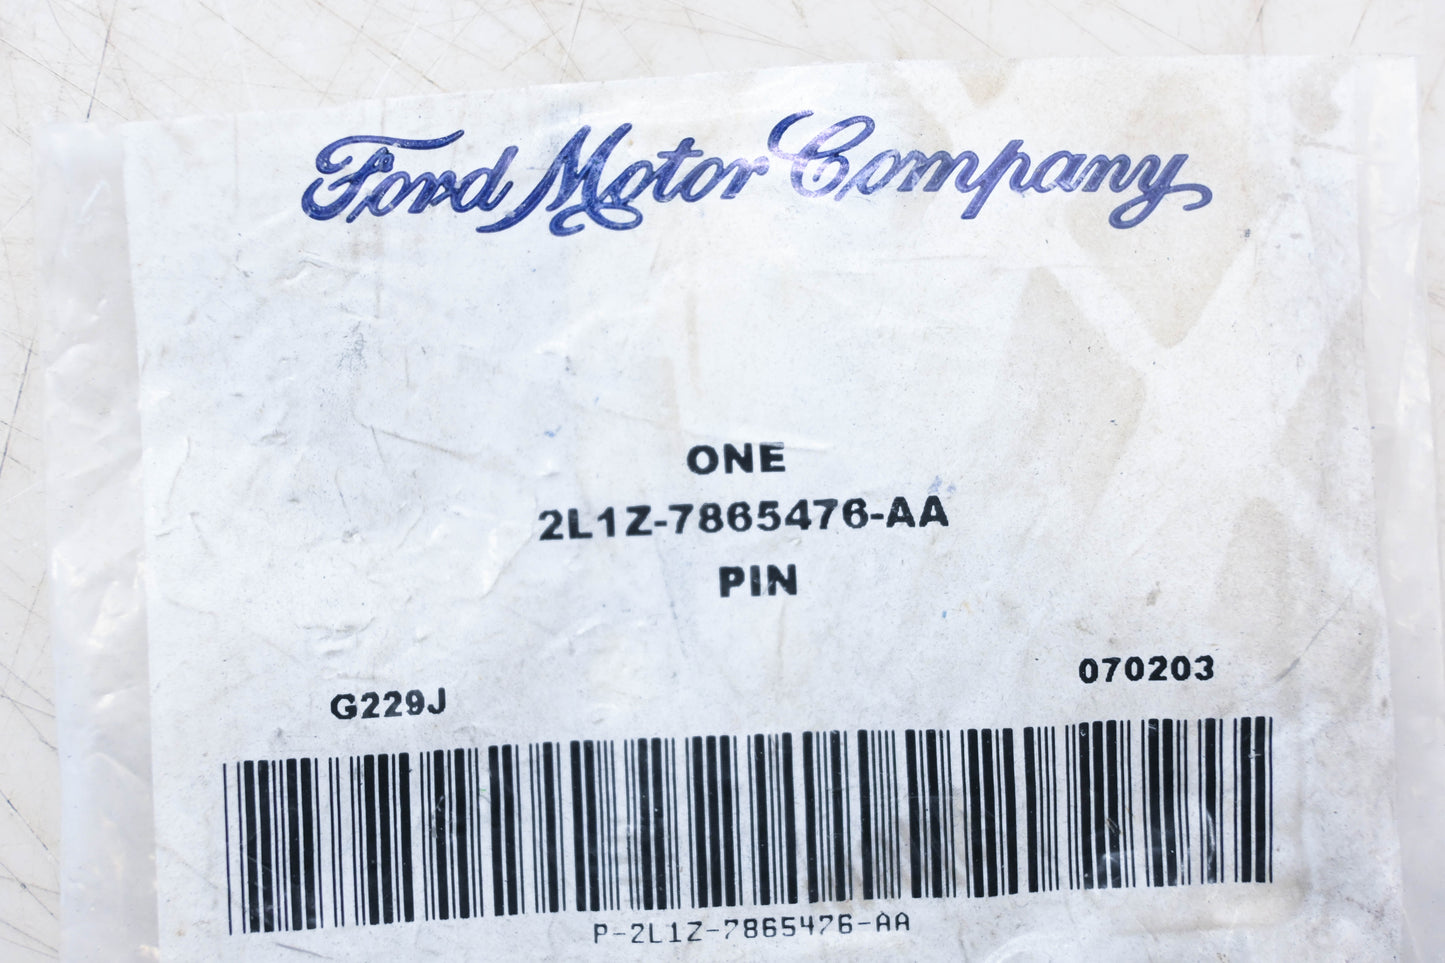 Ford Motor Company
ONE
2L1Z-7865476-AA
PIN
G229J 070203
P-2L1Z-7865476-AA